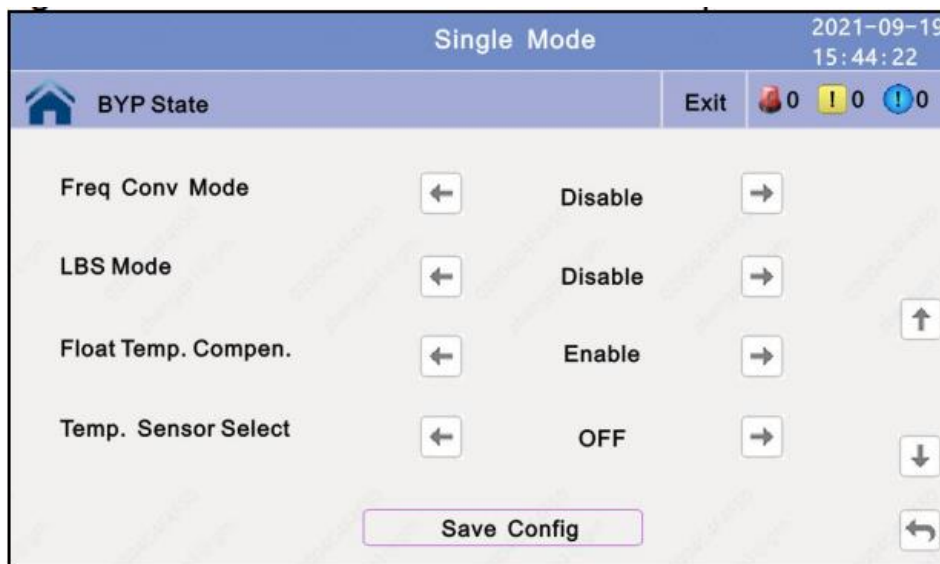 Single Mode
2021-09-19
15:44:22
BYP State
Exit
0
! 0
! 0
Freq Conv Mode
Disable
LBS Mode
Disable
Float Temp. Compen.
Enable
Temp. Sensor Select
OFF
Save Config